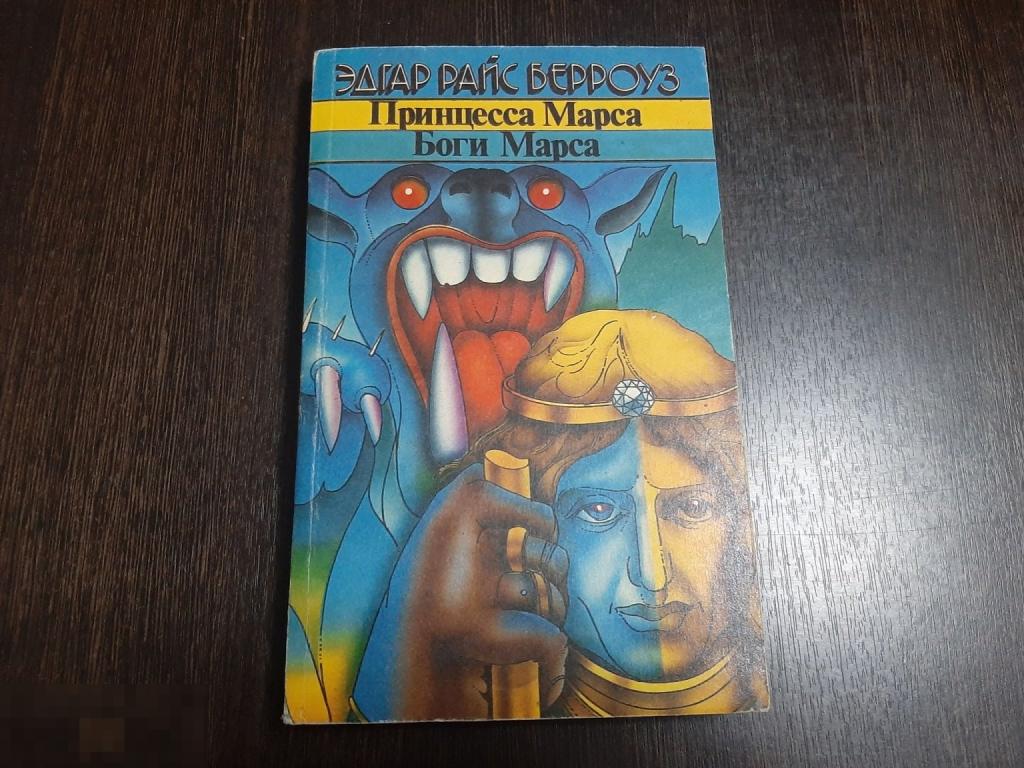 ЭДГАР РАЙС БЕРРОУЗ
Принцесса Марса
Боги Марса